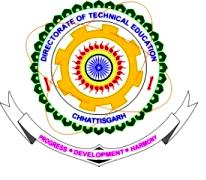 DIRECTORATE OF TECHNICAL EDUCATION
CHHATTISGARH
PROGRESS • DEVELOPMENT • HARMONY